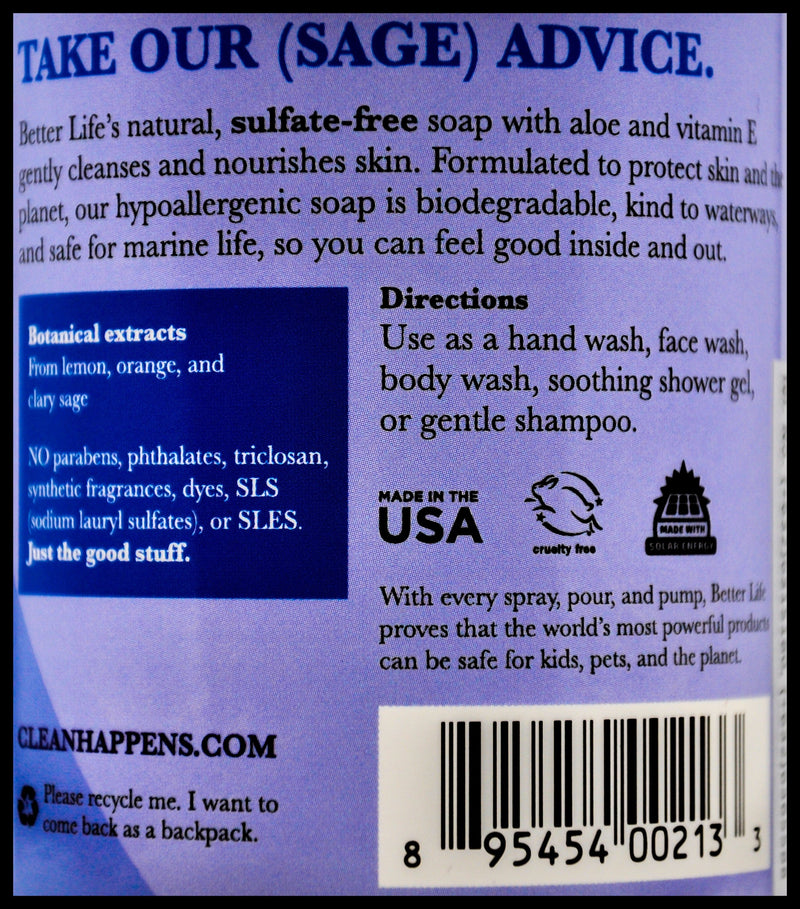 TAKE OUR (SAGE) ADVICE.
Better Life's natural, sulfate-free soap with aloe and vitamin E
gently cleanses and nourishes skin. Formulated to protect skin and the
planet, our hypoallergenic soap is biodegradable, kind to waterways,
and safe for marine life, so you can feel good inside and out.
Botanical extracts
From lemon, orange, and
clary sage
NO parabens, phthalates, triclosan,
synthetic fragrances, dyes, SLS
(sodium lauryl sulfates), or SLES.
Just the good stuff.
Directions
Use as a hand wash, face wash,
body wash, soothing shower gel,
or gentle shampoo.
MADE IN THE
USA
cruelty free
MADE WITH
SOLAR ENERGY
With every spray, pour, and pump, Better Life
proves that the world's most powerful products
can be safe for kids, pets, and the planet.
CLEANHAPPENS.COM
Please recycle me. I want to
come back as a backpack.
8 95454 00213 3